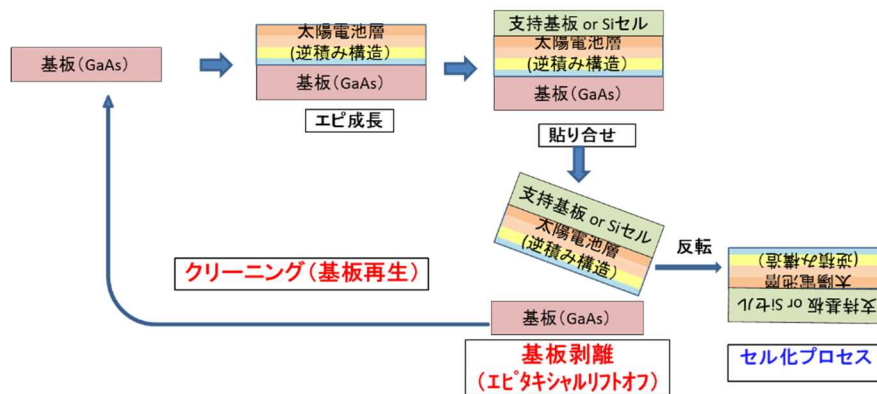 基板(GaAs)
太陽電池層
(逆積み構造)
基板(GaAs)
エピ成長
支持基板 or Siセル
太陽電池層
(逆積み構造)
基板(GaAs)
貼り合せ
支持基板 or Siセル
太陽電池層
(逆積み構造)
反転
支持基板 or Siセル
太陽電池層
(逆積み構造)
クリーニング(基板再生)
基板(GaAs)
基板剥離
(エピタキシャルリフトオフ)
セル化プロセス